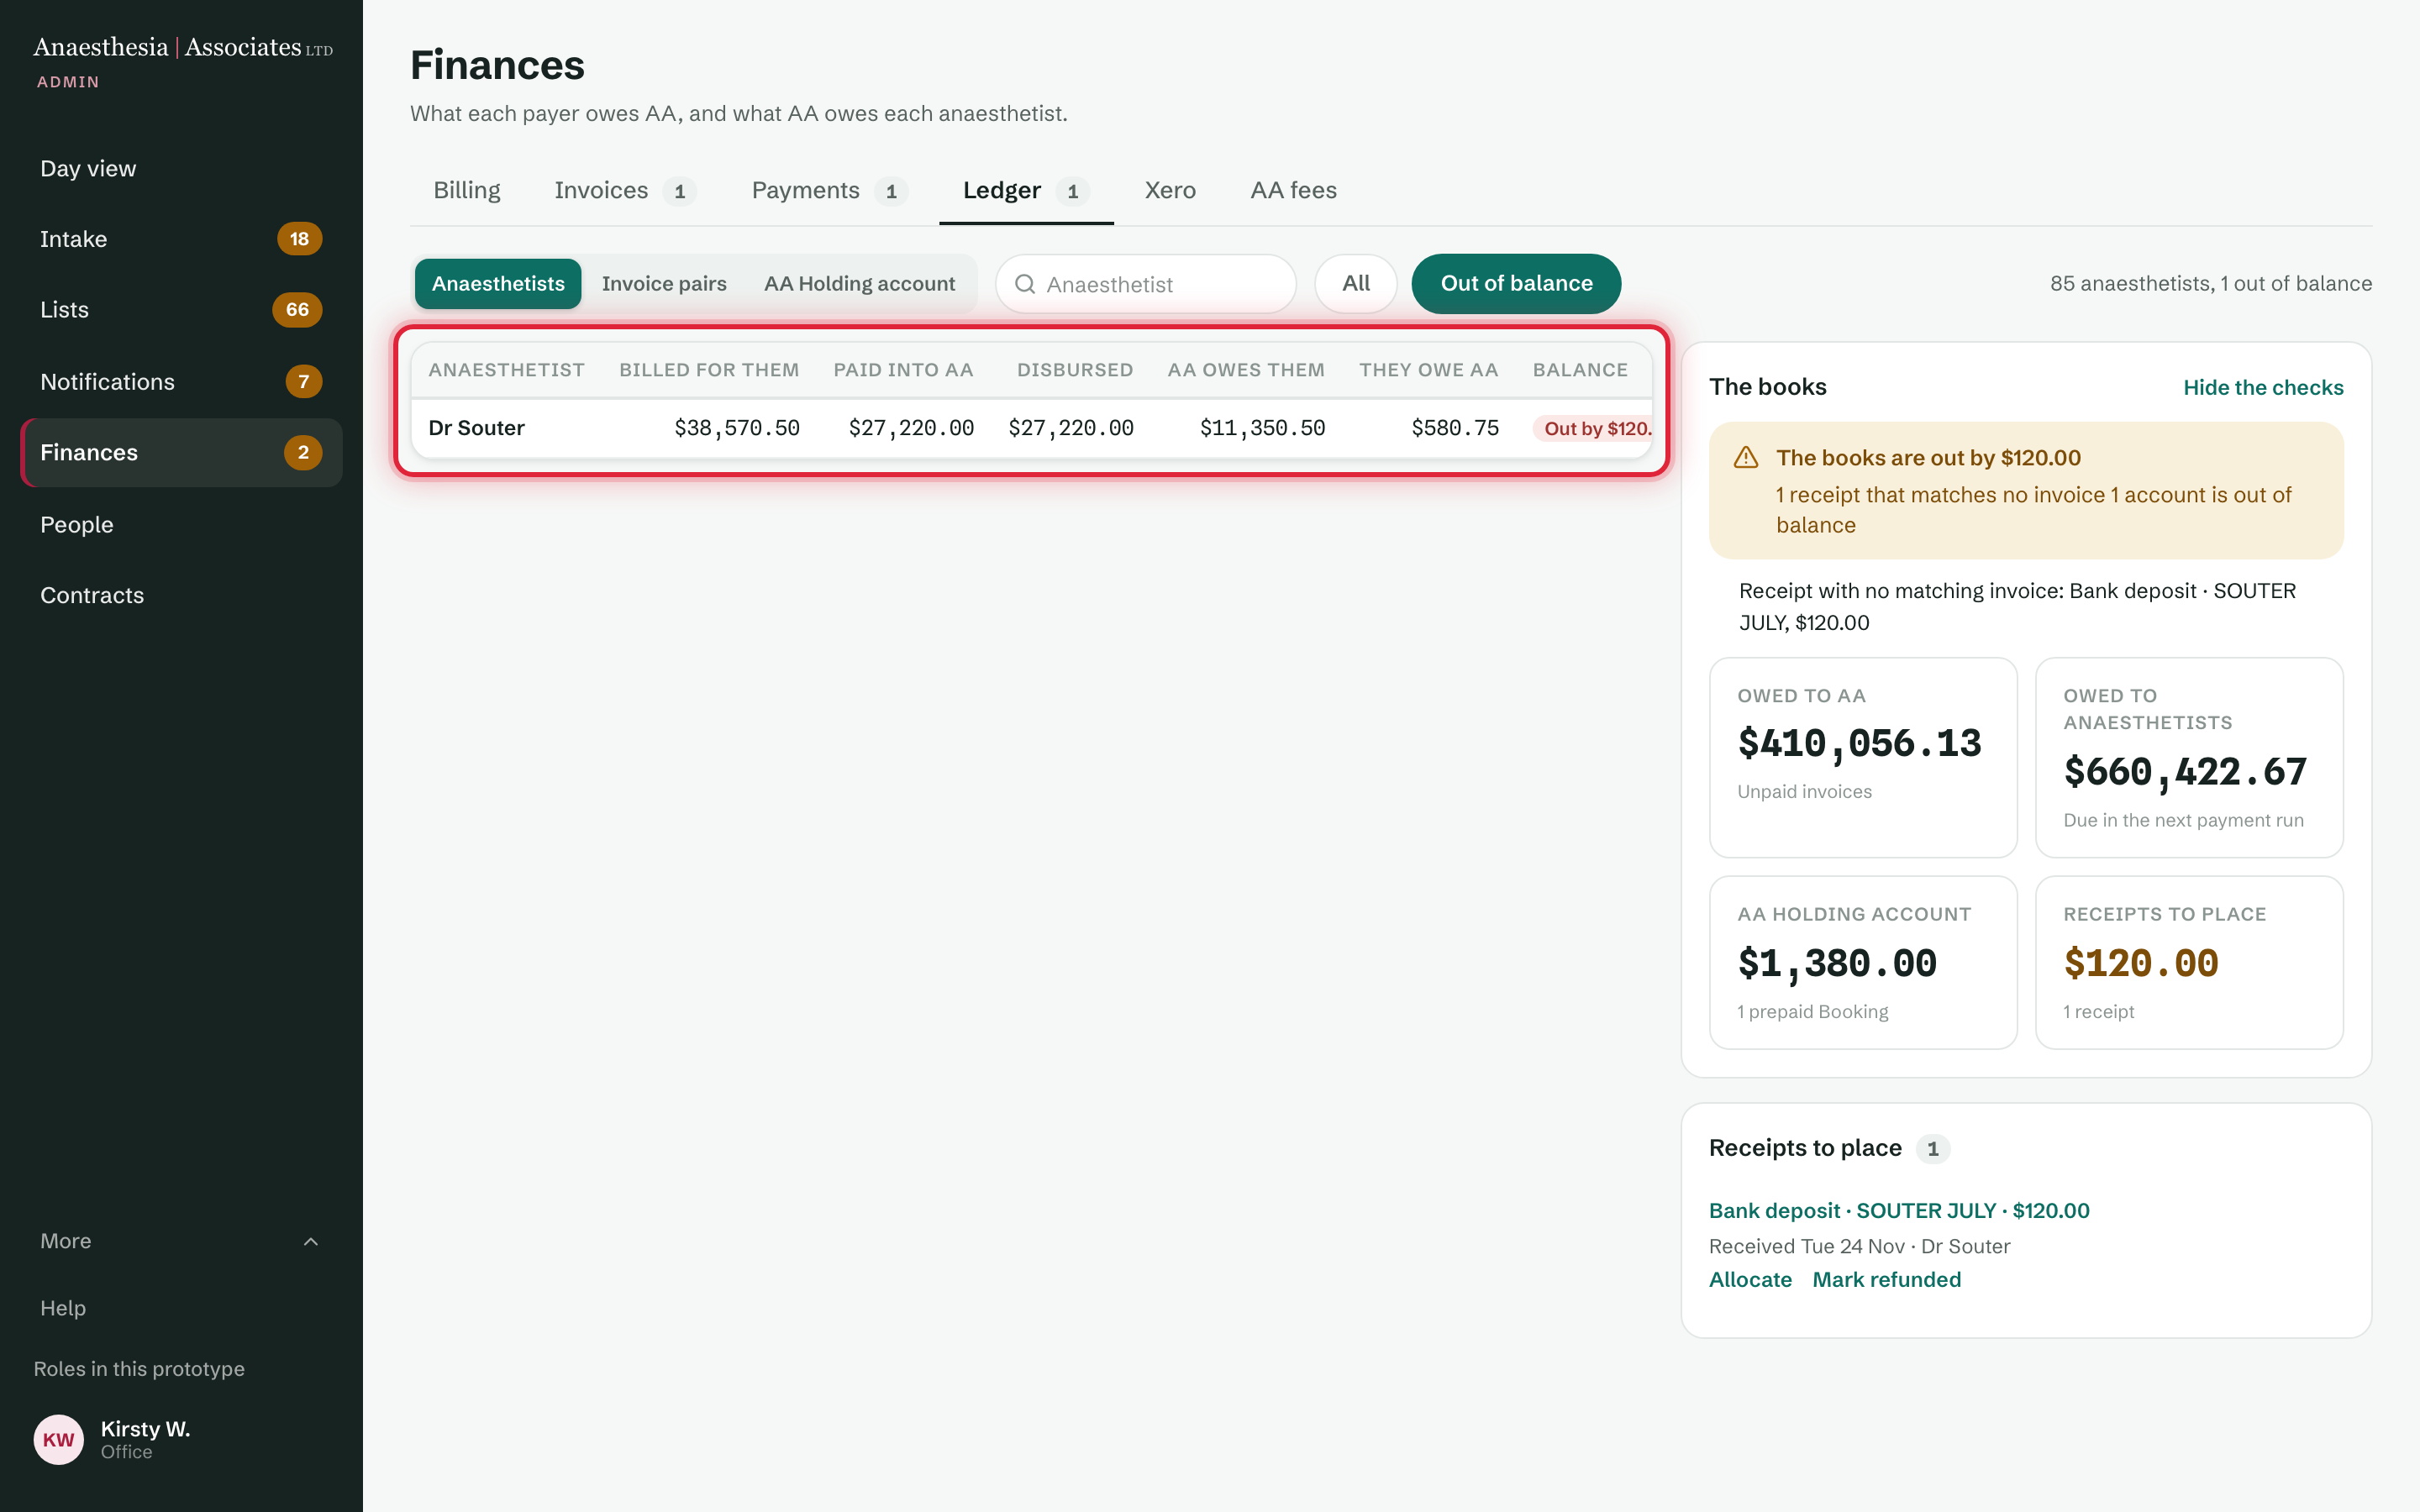 Anaesthesia | Associates LTD
ADMIN
Day view
Intake 18
Lists 66
Notifications 7
Finances 2
People
Contracts
More
Help
Roles in this prototype
KW
Kirsty W.
Office
Finances
What each payer owes AA, and what AA owes each anaesthetist.
Billing Invoices 1 Payments 1 Ledger 1 Xero AA fees
Anaesthetists Invoice pairs AA Holding account Anaesthetist All Out of balance 85 anaesthetists, 1 out of balance
ANAESTHETIST BILLED FOR THEM PAID INTO AA DISBURSED AA OWES THEM THEY OWE AA BALANCE
Dr Souter $38,570.50 $27,220.00 $27,220.00 $11,350.50 $580.75 Out by $120.
The books Hide the checks
The books are out by $120.00
1 receipt that matches no invoice 1 account is out of
balance
Receipt with no matching invoice: Bank deposit · SOUTER
JULY, $120.00
OWED TO AA
$410,056.13
Unpaid invoices
OWED TO
ANAESTHETISTS
$660,422.67
Due in the next payment run
AA HOLDING ACCOUNT
$1,380.00
1 prepaid Booking
RECEIPTS TO PLACE
$120.00
1 receipt
Receipts to place 1
Bank deposit · SOUTER JULY · $120.00
Received Tue 24 Nov · Dr Souter
Allocate Mark refunded